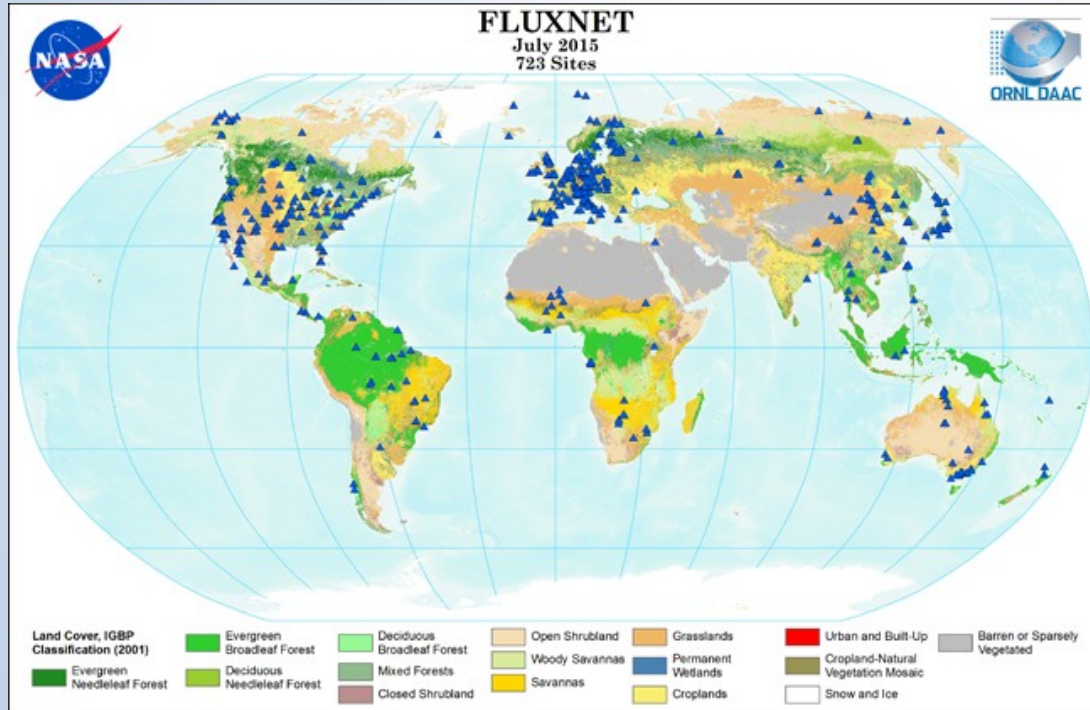 FLUXNET
July 2015
723 Sites
NASA
ORNL DAAC
Land Cover, IGBP
Classification (2001)
Evergreen
Needleleaf Forest
Evergreen
Broadleaf Forest
Deciduous
Needleleaf Forest
Deciduous
Broadleaf Forest
Mixed Forests
Closed Shrubland
Open Shrubland
Woody Savannas
Savannas
Grasslands
Permanent
Wetlands
Croplands
Urban and Built-Up
Cropland-Natural
Vegetation Mosaic
Snow and Ice
Barren or Sparsely
Vegetated